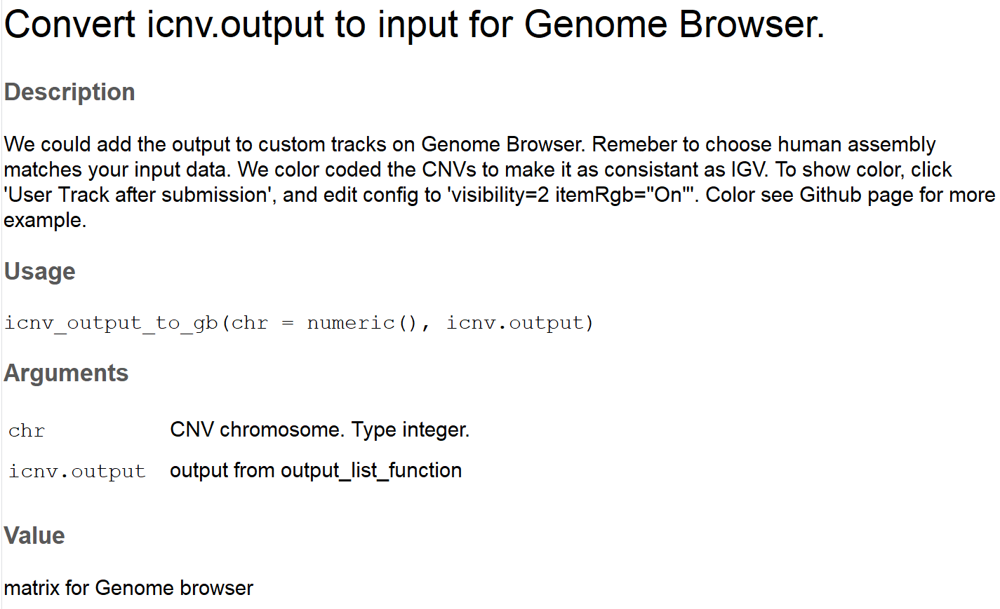 Convert icnv.output to input for Genome Browser.
Description
We could add the output to custom tracks on Genome Browser. Remeber to choose human assembly
matches your input data. We color coded the CNVs to make it as consistant as IGV. To show color, click
'User Track after submission', and edit config to 'visibility=2 itemRgb="On"'. Color see Github page for more
example.
Usage
icnv_output_to_gb(chr = numeric(), icnv.output)
Arguments
chr CNV chromosome. Type integer.
icnv.output output from output_list_function
Value
matrix for Genome browser